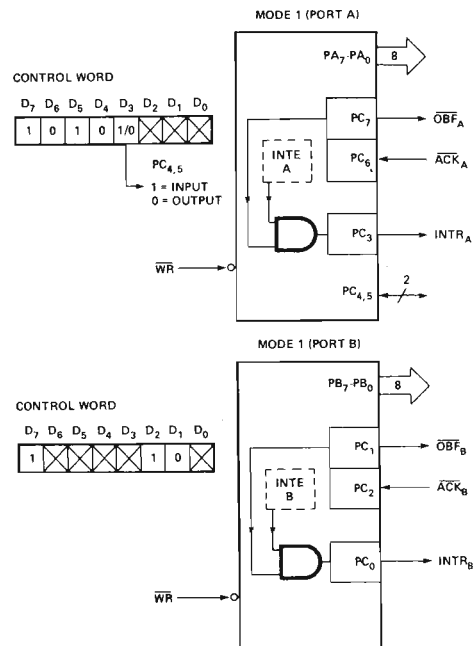 MODE 1 (PORT A)
PA7-PA0
8
CONTROL WORD
D7 D6 D5 D4 D3 D2 D1 D0
1 0 1 0 1/0
PC4,5
1 = INPUT
0 = OUTPUT
PC7
OBFA
PC6
ACKA
INTE
A
PC3
INTRA
WR
PC4,5
2
MODE 1 (PORT B)
PB7-PB0
8
CONTROL WORD
D7 D6 D5 D4 D3 D2 D1 D0
1 1 0
PC1
OBFB
PC2
ACKB
INTE
B
PC0
INTRB
WR